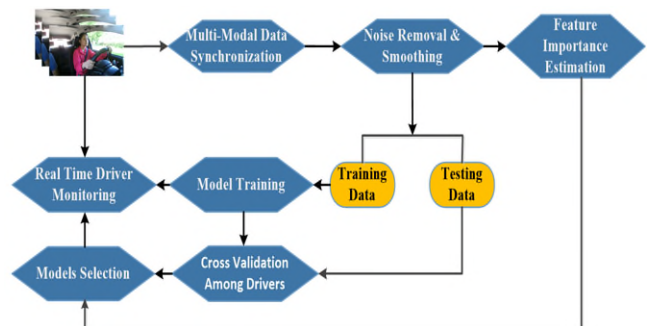 Multi-Modal Data
Synchronization
Noise Removal &
Smoothing
Feature
Importance
Estimation
Real Time Driver
Monitoring
Model Training
Training
Data
Testing
Data
Models Selection
Cross Validation
Among Drivers